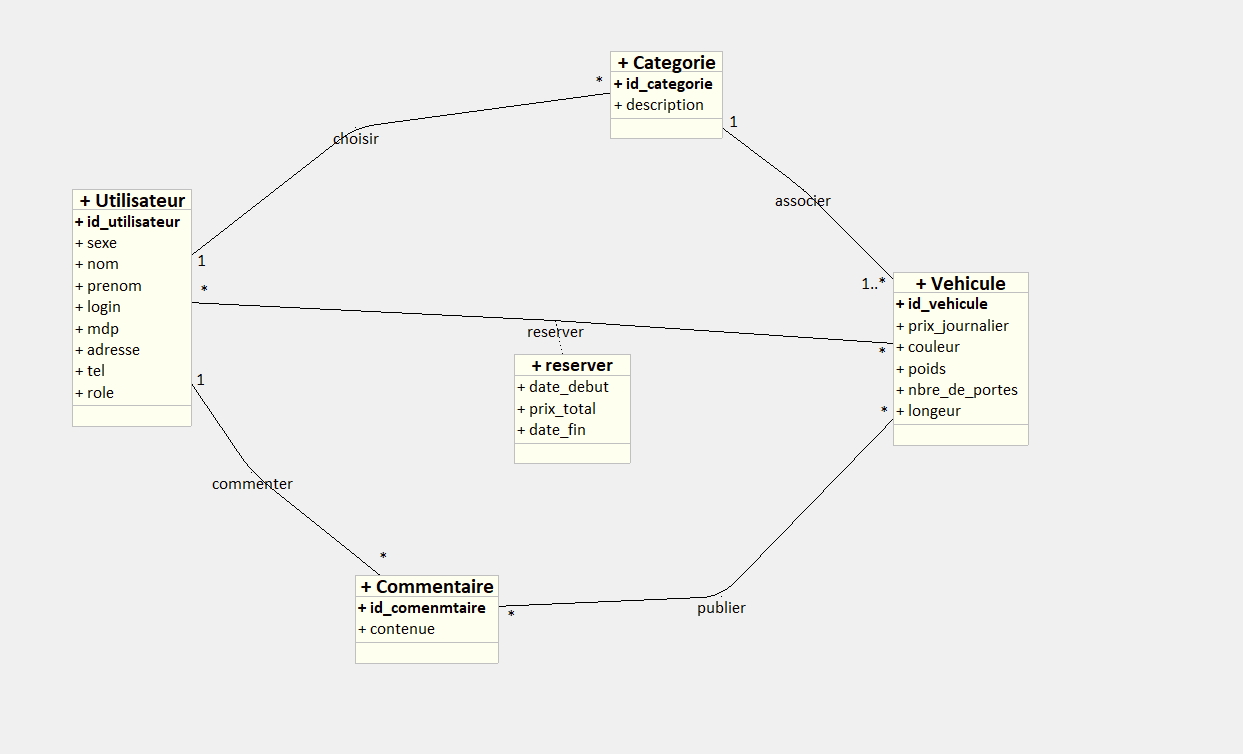 + Categorie
+ id_categorie
+ description
*
1
choisir
associer
+ Utilisateur
+ id_utilisateur
+ sexe
+ nom
+ prenom
+ login
+ mdp
+ adresse
+ tel
+ role
1
*
1
1..*
+ Vehicule
+ id_vehicule
+ prix_journalier
+ couleur
+ poids
+ nbre_de_portes
+ longeur
*
*
reserver
+ reserver
+ date_debut
+ prix_total
+ date_fin
commenter
*
+ Commentaire
+ id_comenmtaire
+ contenue
*
publier